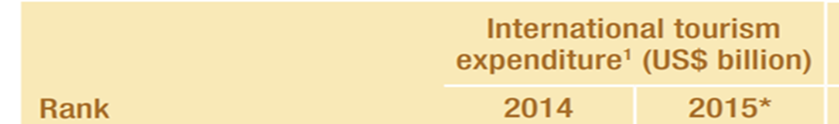 International tourism
expenditure¹ (US$ billion)
Rank 2014 2015*